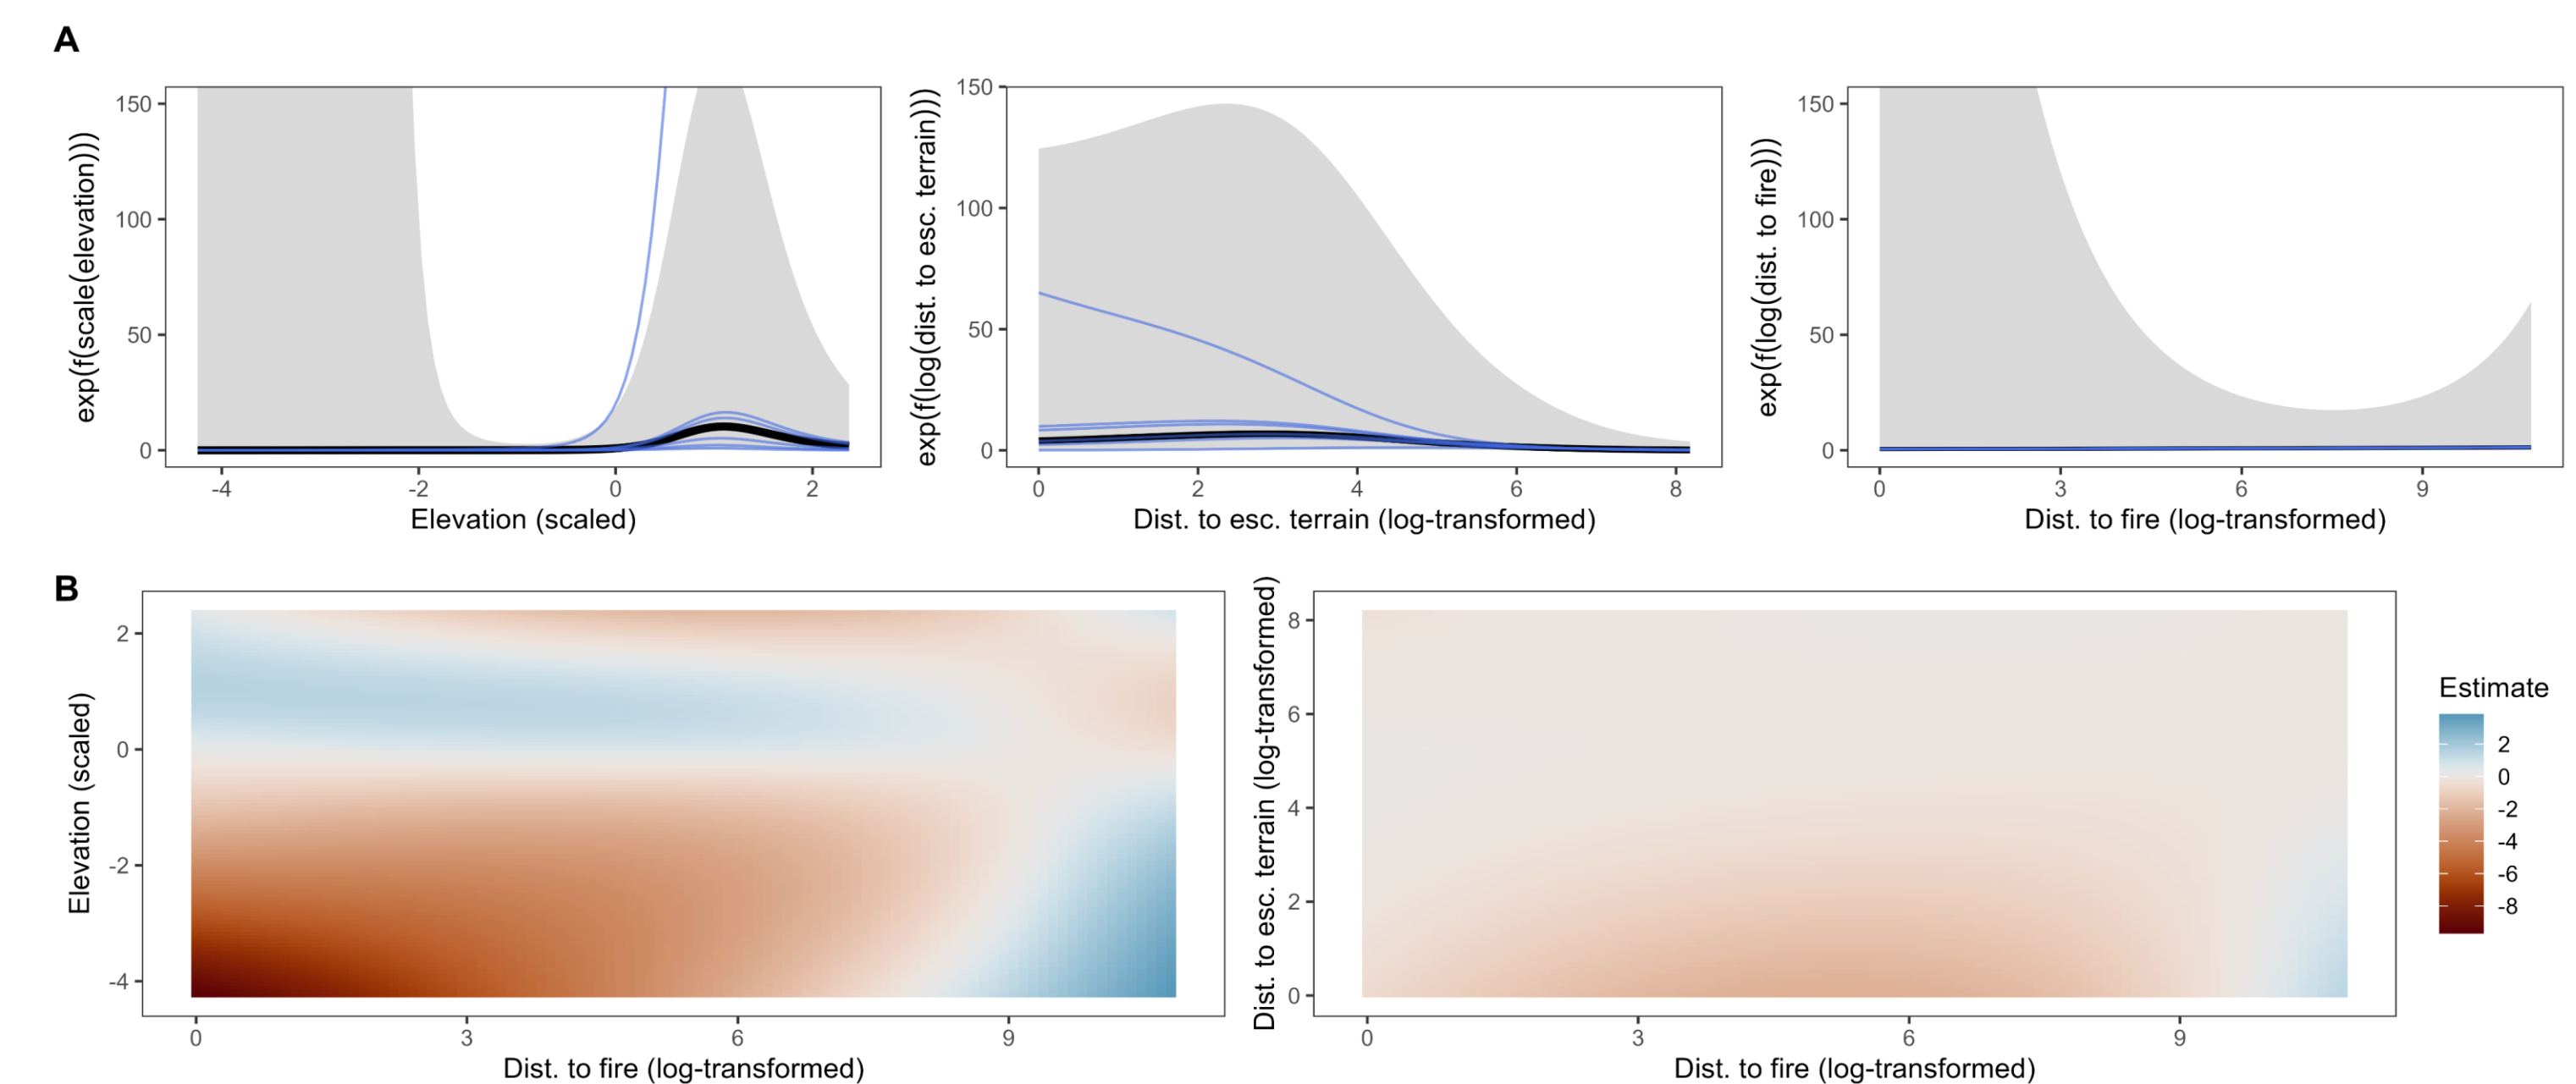 A
exp(f(scale(elevation)))
150
100
50
0
-4 -2 0 2
Elevation (scaled)
exp(f(log(dist. to esc. terrain))))
150
100
50
0
0 2 4 6 8
Dist. to esc. terrain (log-transformed)
exp(f(log(dist. to fire))))
150
100
50
0
0 3 6 9
Dist. to fire (log-transformed)
B
Elevation (scaled)
2
0
-2
-4
0 3 6 9
Dist. to fire (log-transformed)
Dist. to esc. terrain (log-transformed)
8
6
4
2
0
0 3 6 9
Dist. to fire (log-transformed)
Estimate
2
0
-2
-4
-6
-8